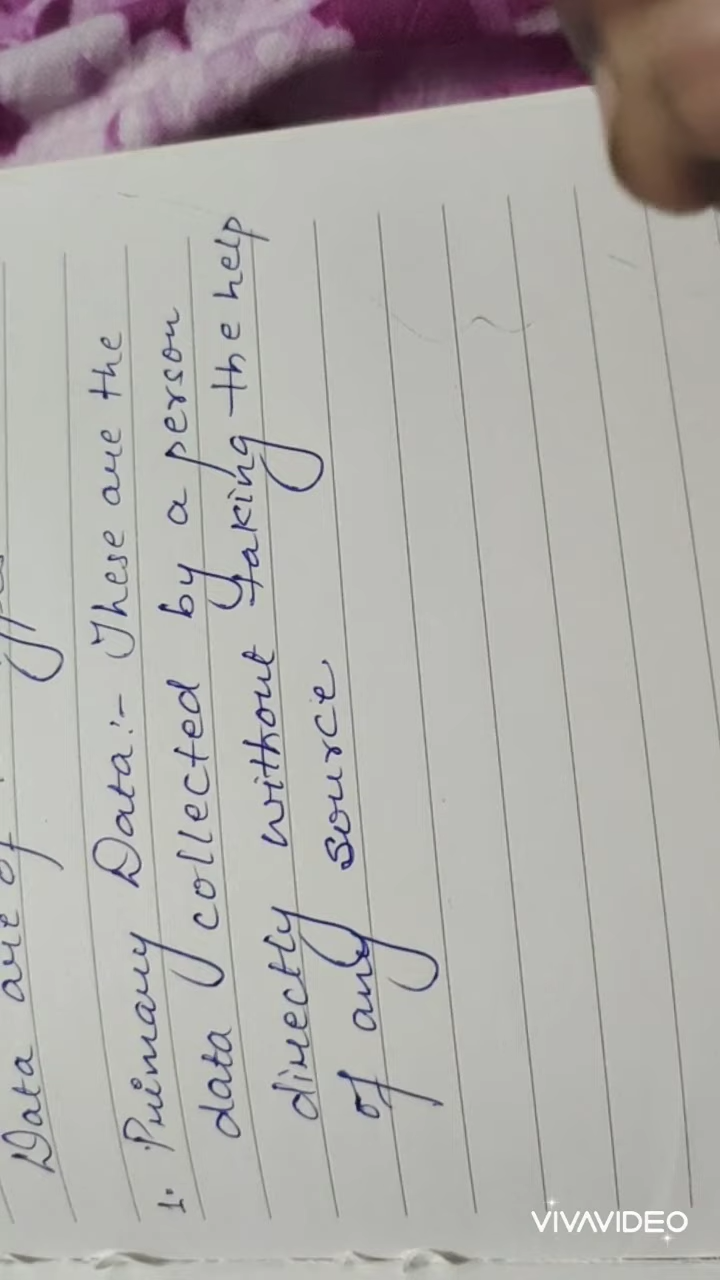 Data are of
1. Primary Data:- These are the
data collected by a person
directly without taking the help
of any source
VIVAVIDEO